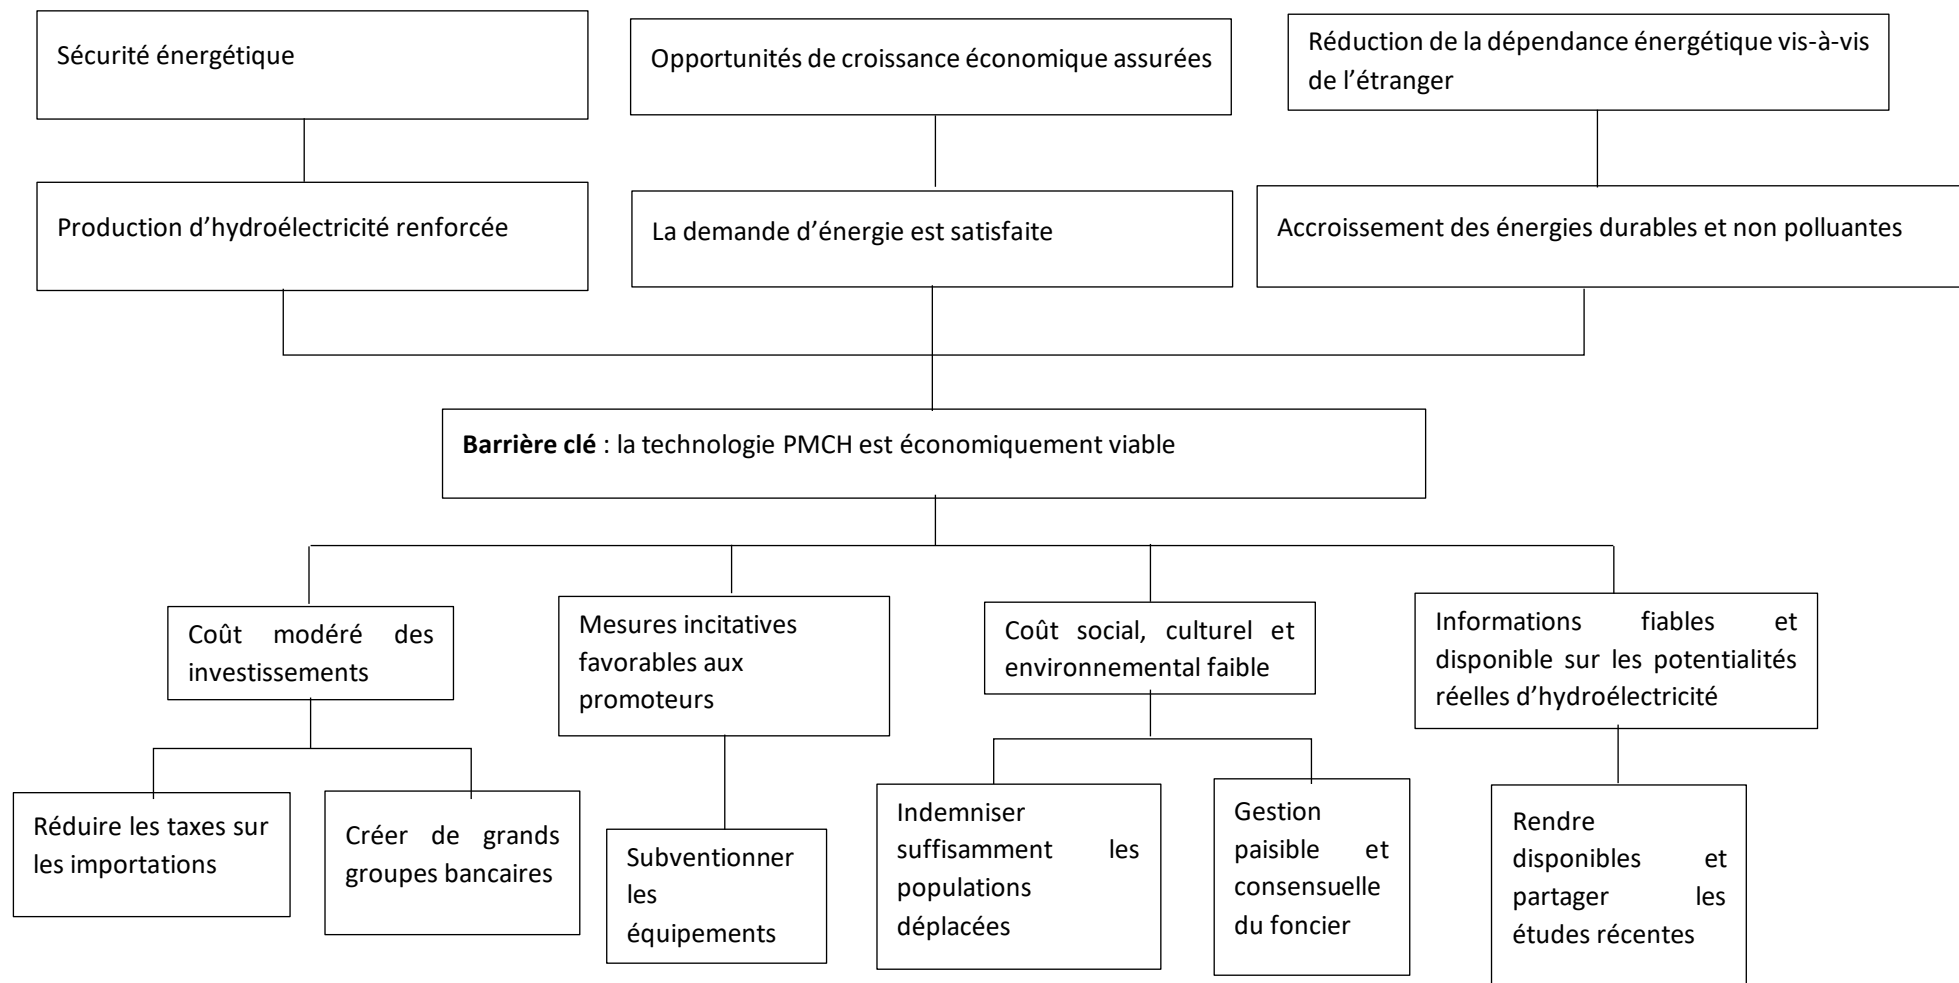 Sécurité énergétique
Opportunités de croissance économique assurées
Réduction de la dépendance énergétique vis-à-vis
de l’étranger
Production d’hydroélectricité renforcée
La demande d’énergie est satisfaite
Accroissement des énergies durables et non polluantes
Barrière clé : la technologie PMCH est économiquement viable
Coût modéré des
investissements
Mesures incitatives
favorables aux
promoteurs
Coût social, culturel et
environnemental faible
Informations fiables et
disponible sur les potentialités
réelles d’hydroélectricité
Réduire les taxes sur
les importations
Créer de grands
groupes bancaires
Subventionner
les
équipements
Indemniser
suffisamment les
populations
déplacées
Gestion
paisible et
consensuelle
du foncier
Rendre
disponibles et
partager les
études récentes